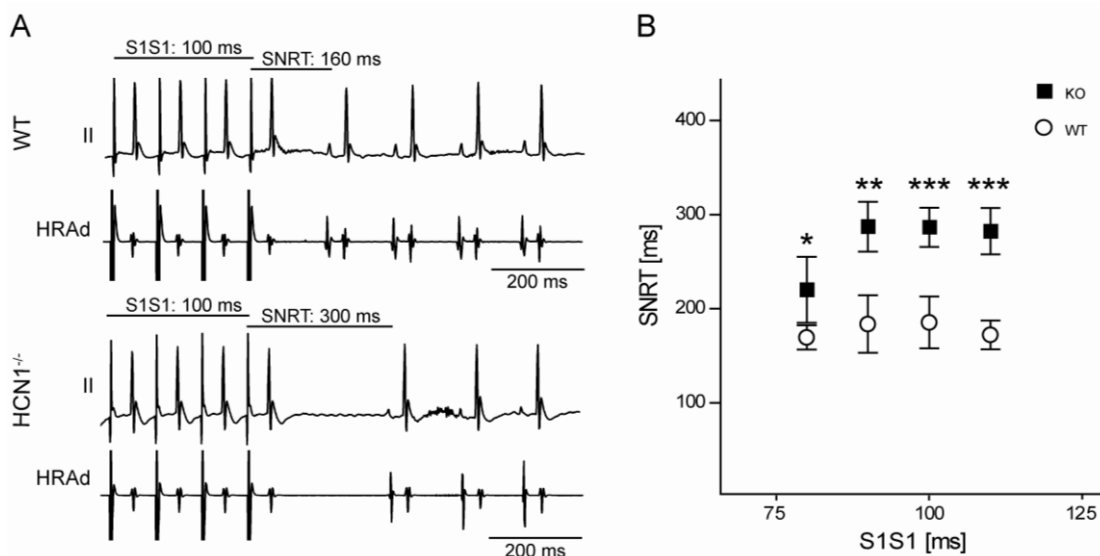 A
S1S1: 100 ms
SNRT: 160 ms
WT
II
HRAd
200 ms
S1S1: 100 ms
SNRT: 300 ms
HCN1-/-
II
HRAd
200 ms
B
KO
WT
400
300
200
100
SNRT [ms]
* ** *** ***
75 100 125
S1S1 [ms]